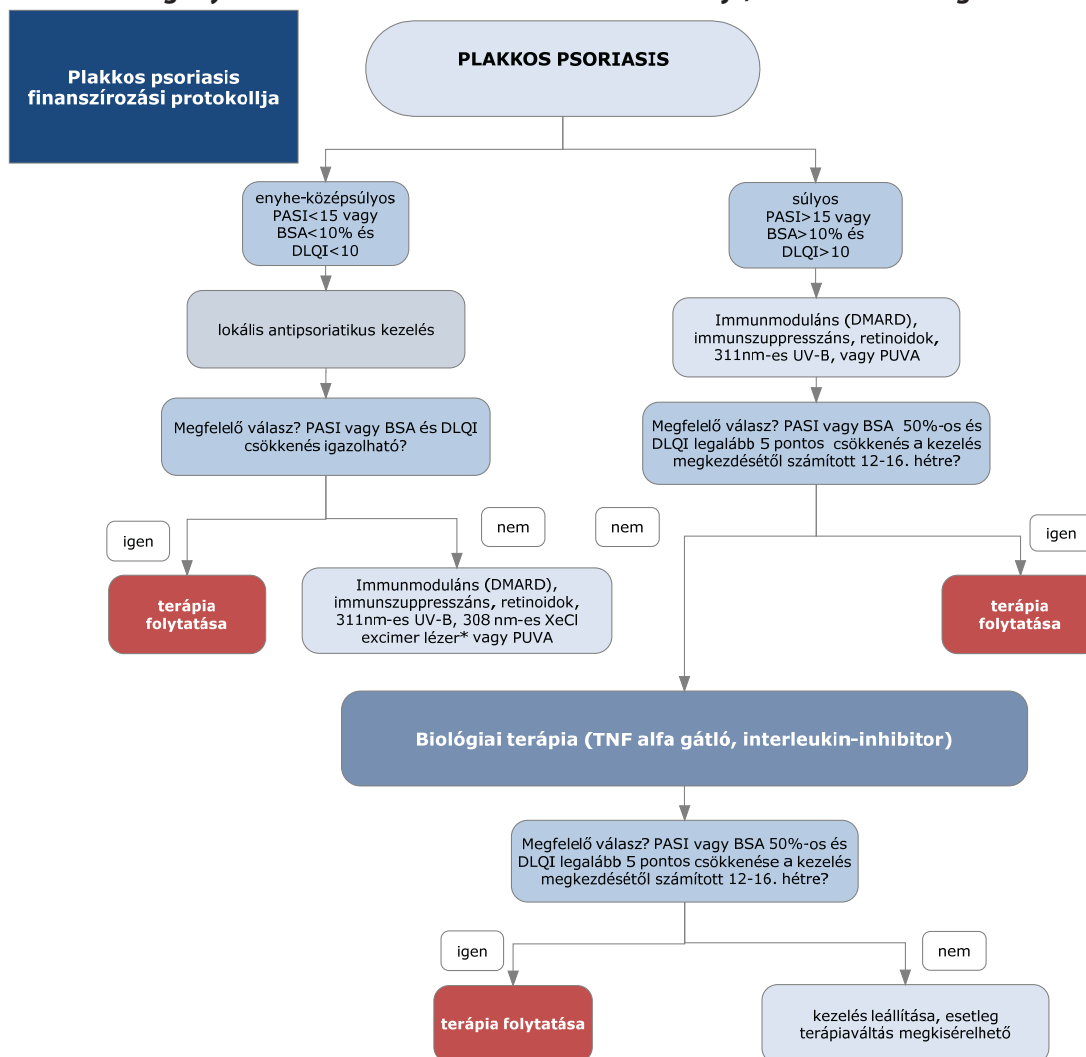 Plakkos psoriasis
finanszírozási protokollja
PLAKKOS PSORIASIS
enyhe-középsúlyos
PASI<15 vagy
BSA<10% és
DLQI<10
súlyos
PASI>15 vagy
BSA>10% és
DLQI>10
lokális antipsoriatikus kezelés
Immunmoduláns (DMARD),
immunszuppresszáns, retinoidok,
311nm-es UV-B, vagy PUVA
Megfelelő válasz? PASI vagy BSA és DLQI
csökkenés igazolható?
Megfelelő válasz? PASI vagy BSA 50%-os és
DLQI legalább 5 pontos csökkenés a kezelés
megkezdésétől számított 12-16. hétre?
igen
nem
nem
igen
terápia
folytatása
Immunmoduláns (DMARD),
immunszuppresszáns, retinoidok,
311nm-es UV-B, 308 nm-es XeCl
excimer lézer* vagy PUVA
terápia
folytatása
Biológiai terápia (TNF alfa gátló, interleukin-inhibitor)
Megfelelő válasz? PASI vagy BSA 50%-os és
DLQI legalább 5 pontos csökkenése a kezelés
megkezdésétől számított 12-16. hétre?
igen
nem
terápia folytatása
kezelés leállítása, esetleg
terápiaváltás megkisérelhető